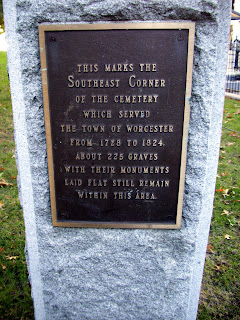 THIS MARKS THE
SOUTHEAST CORNER
OF THE CEMETERY
WHICH SERVED
THE TOWN OF WORCESTER
FROM 1728 TO 1824.
ABOUT 225 GRAVES
WITH THEIR MONUMENTS
LAID FLAT STILL REMAIN
WITHIN THIS AREA.